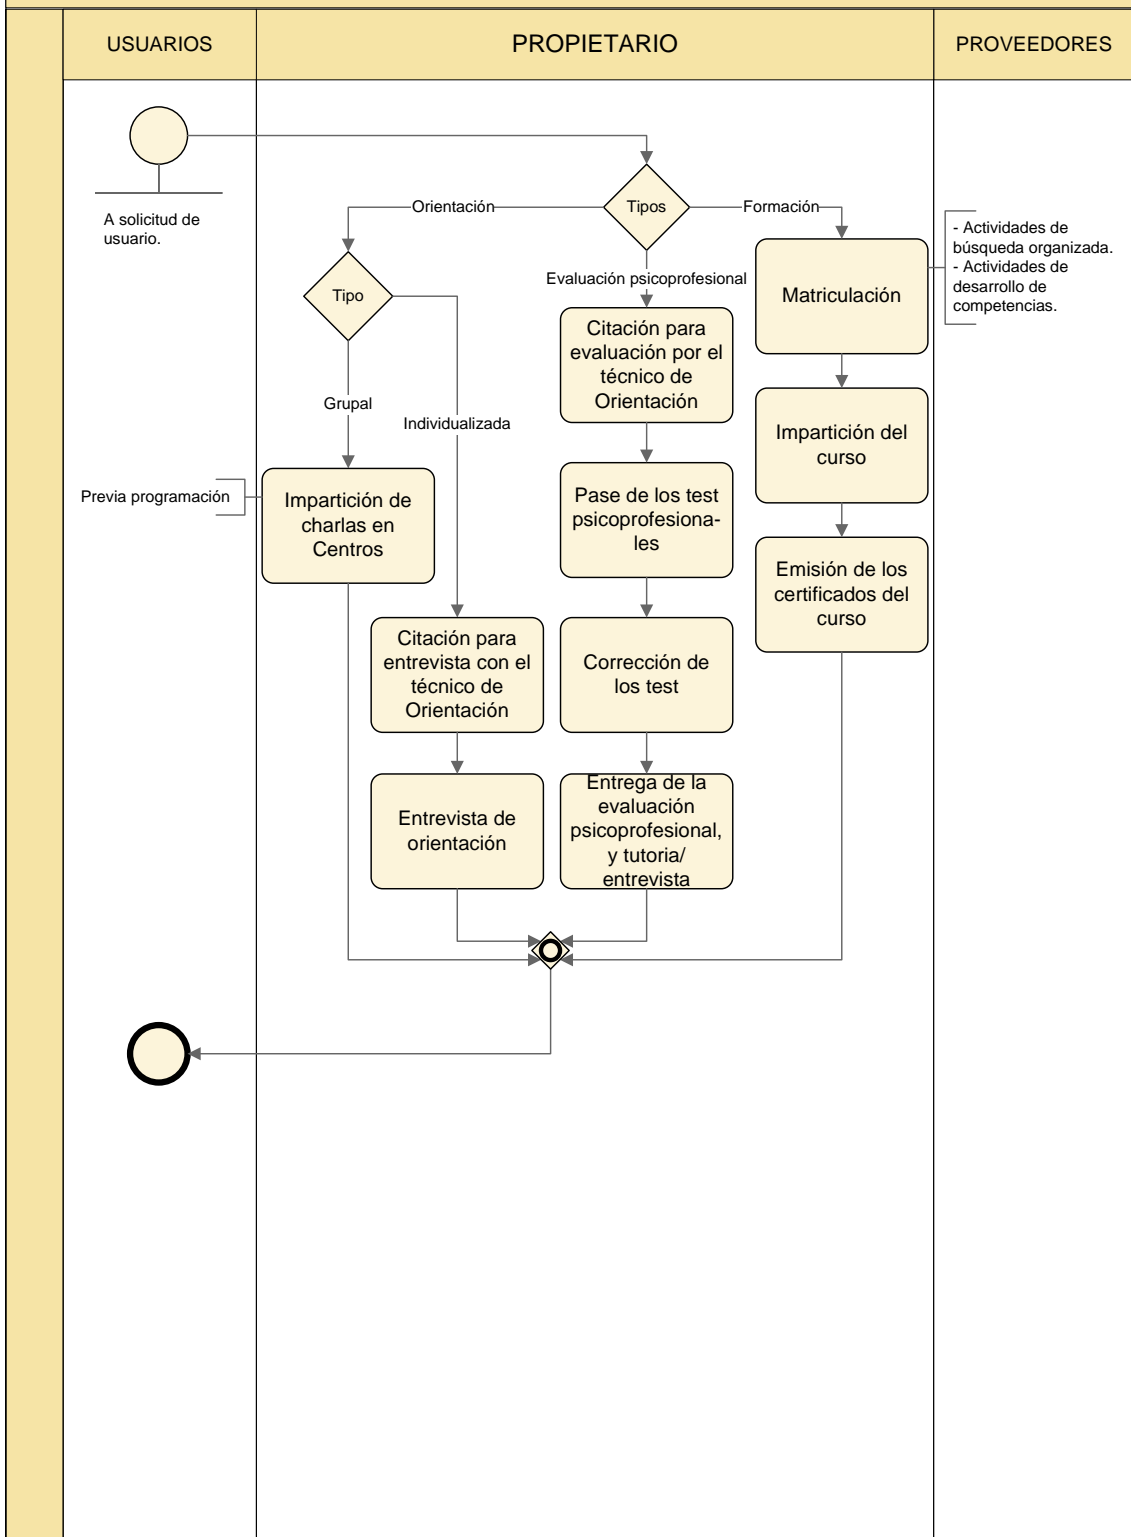 USUARIOS
PROPIETARIO
PROVEEDORES
A solicitud de
usuario.
Tipos
Orientación
Formación
Evaluación psicoprofesional
- Actividades de
búsqueda organizada.
- Actividades de
desarrollo de
competencias.
Tipo
Grupal
Individualizada
Previa programación
Impartición de
charlas en
Centros
Citación para
entrevista con el
técnico de
Orientación
Entrevista de
orientación
Citación para
evaluación por el
técnico de
Orientación
Pase de los test
psicoprofesiona-
les
Corrección de
los test
Entrega de la
evaluación
psicoprofesional,
y tutoria/
entrevista
Matriculación
Impartición del
curso
Emisión de los
certificados del
curso